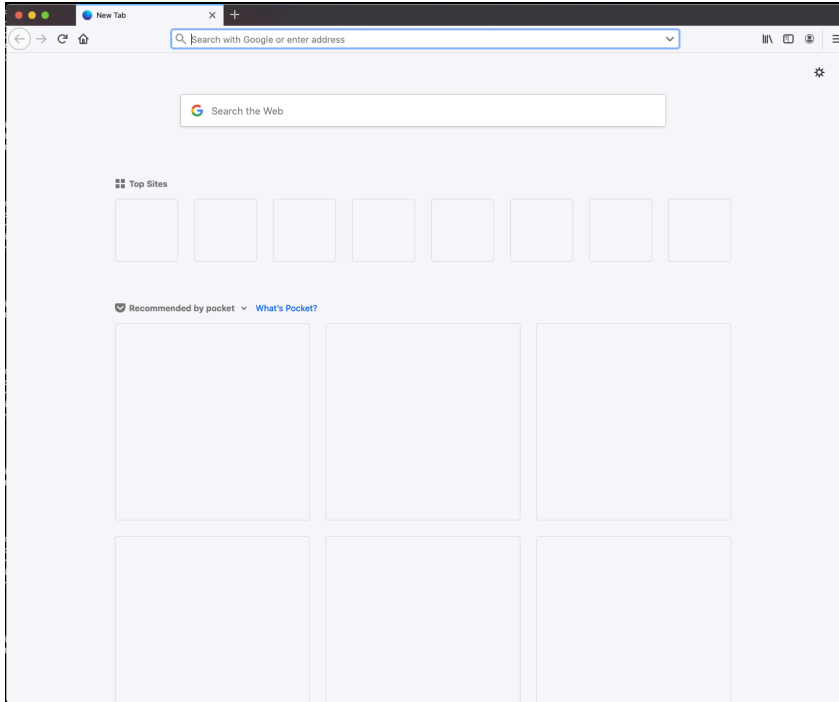 New Tab
Search with Google or enter address
Search the Web
Top Sites
Recommended by pocket What's Pocket?